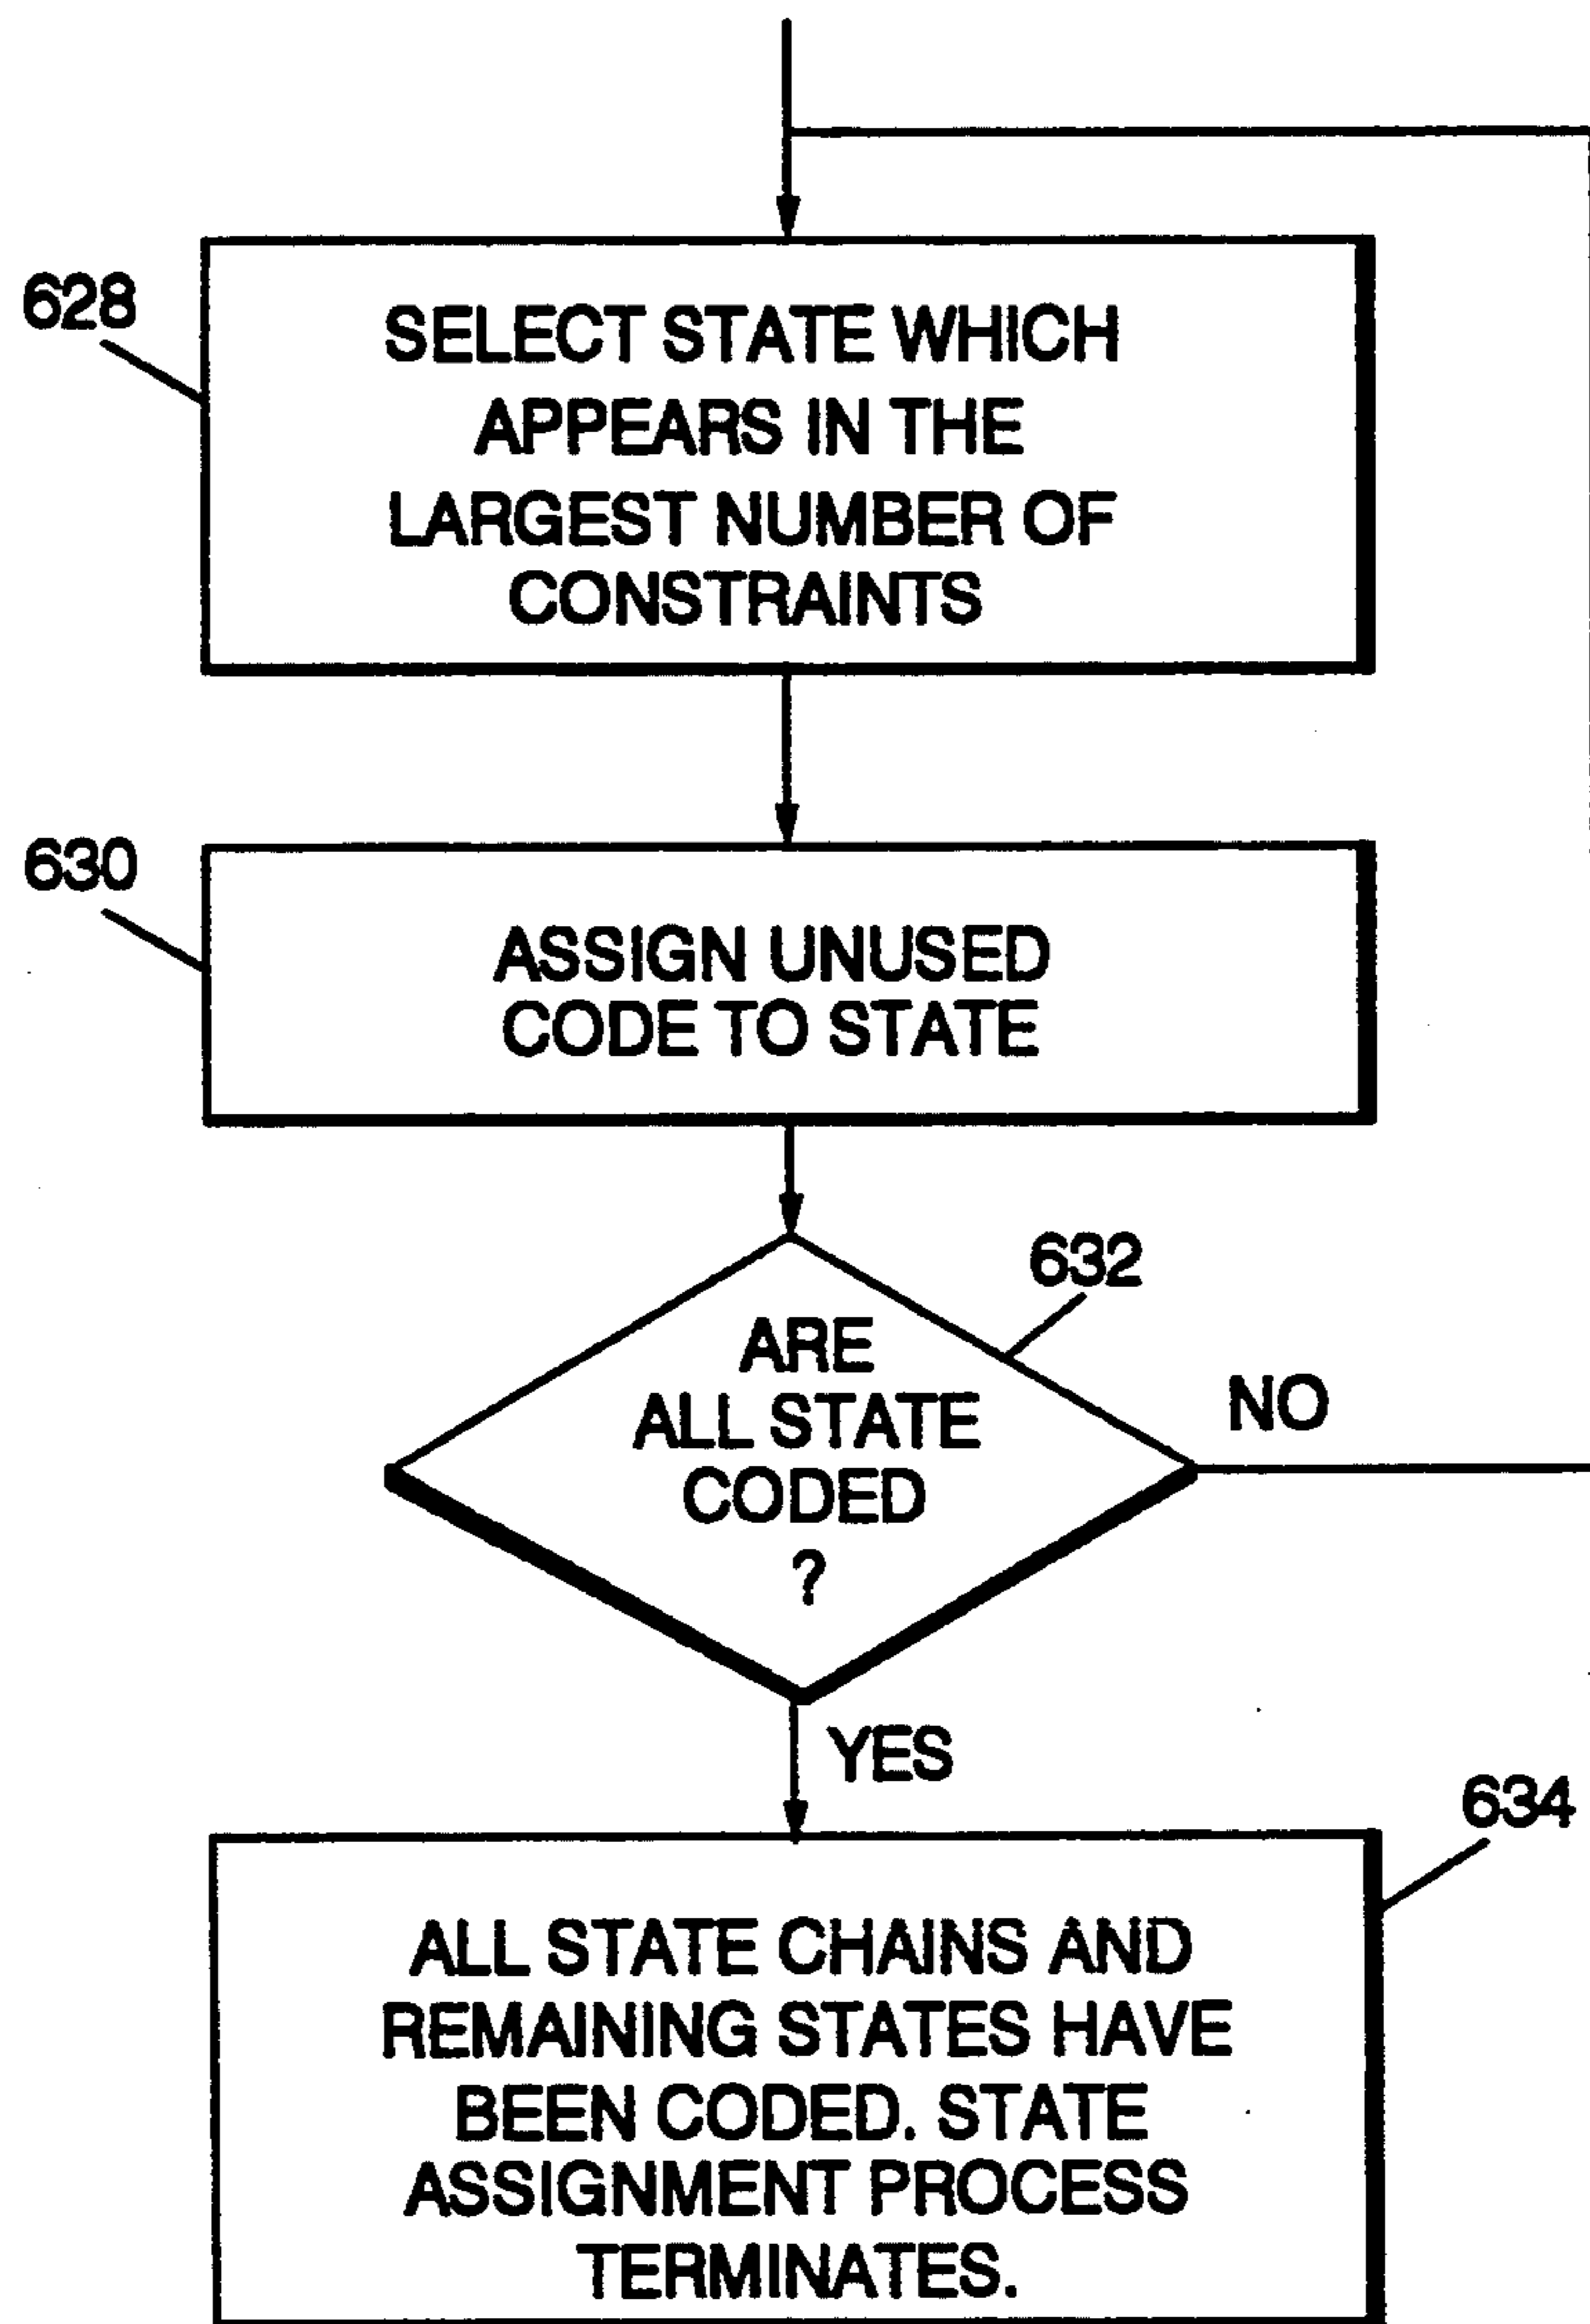 628
SELECT STATE WHICH
APPEARS IN THE
LARGEST NUMBER OF
CONSTRAINTS
630
ASSIGN UNUSED
CODE TO STATE
632
ARE
ALL STATE
CODED
?
NO
YES
634
ALL STATE CHAINS AND
REMAINING STATES HAVE
BEEN CODED. STATE
ASSIGNMENT PROCESS
TERMINATES.